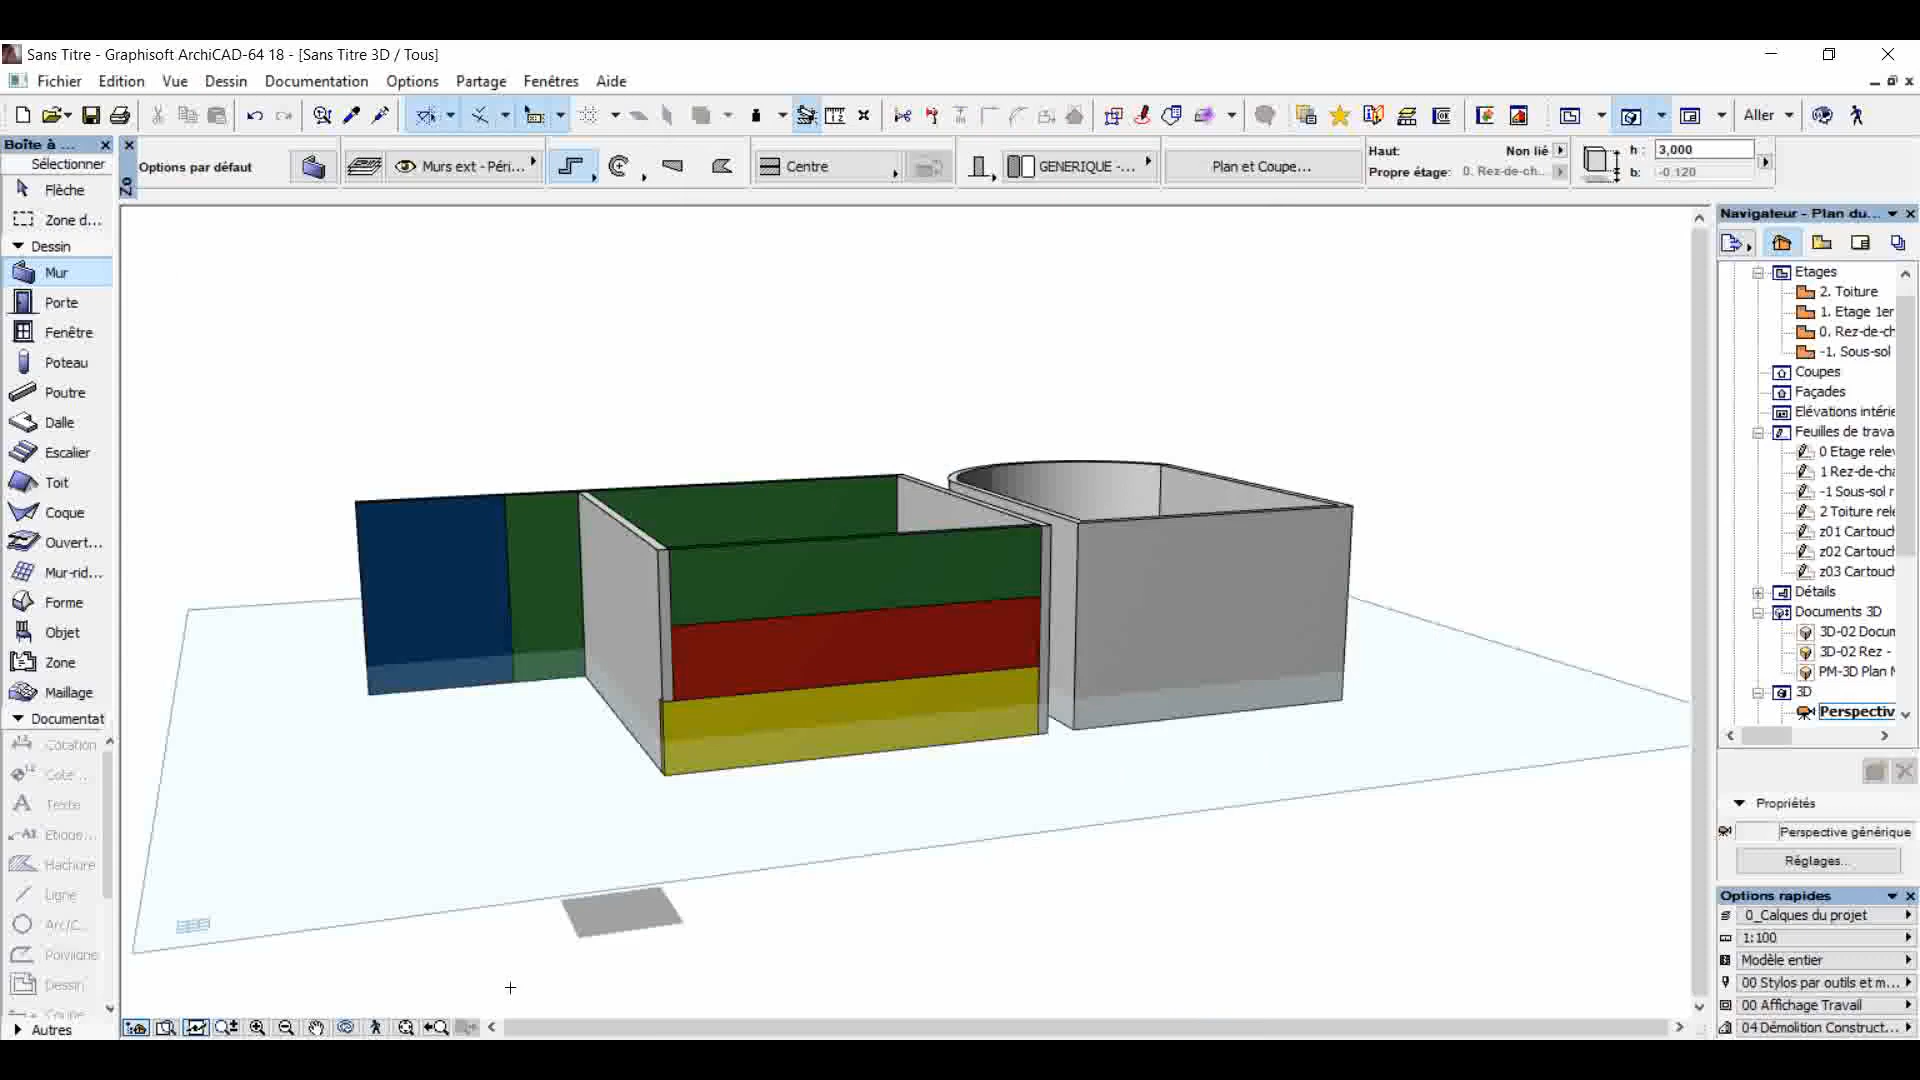 Sans Titre - Graphisoft ArchiCAD-64 18 - [Sans Titre 3D / Tous]
Fichier Edition Vue Dessin Documentation Options Partage Fenêtres Aide
Aller
Boîte à ...
Sélectionner
Flèche
Zone d...
Dessin
Mur
Porte
Fenêtre
Poteau
Poutre
Dalle
Escalier
Toit
Coque
Ouvert...
Mur-rid...
Forme
Objet
Zone
Maillage
Documentat
Cotation
Cote ...
Texte
Etique...
Hachure
Ligne
Arc/C...
Polyligne
Dessin
Coupe
Autres
Options par défaut
Murs ext - Péri...
Centre
GENERIQUE -...
Plan et Coupe...
Haut: Non lié
Propre étage: 0. Rez-de-ch...
h : 3,000
b: -0,120
Navigateur - Plan du...
Etages
2. Toiture
1. Etage 1er
0. Rez-de-ch
-1. Sous-sol
Coupes
Façades
Elévations intérie
Feuilles de trava
0 Etage relev
1 Rez-de-cha
-1 Sous-sol r
2 Toiture rele
z01 Cartouch
z02 Cartouch
z03 Cartouch
Détails
Documents 3D
3D-02 Docum
3D-02 Rez -
PM-3D Plan M
3D
Perspectiv
Propriétés
Perspective générique
Réglages...
Options rapides
0_Calques du projet
1:100
Modèle entier
00 Stylos par outils et m...
00 Affichage Travail
04 Démolition Construct...